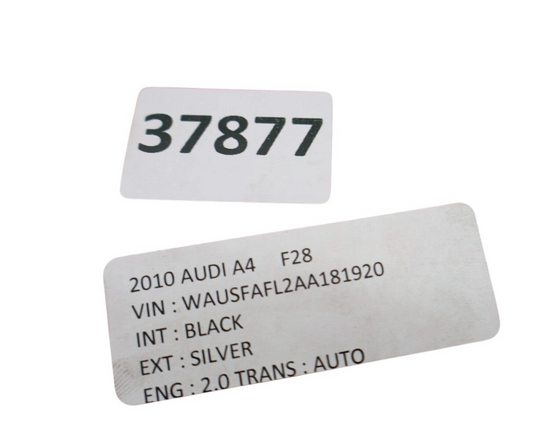 37877
2010 AUDI A4 F28
VIN : WAUSFAFL2AA181920
INT : BLACK
EXT : SILVER
ENG : 2.0 TRANS : AUTO